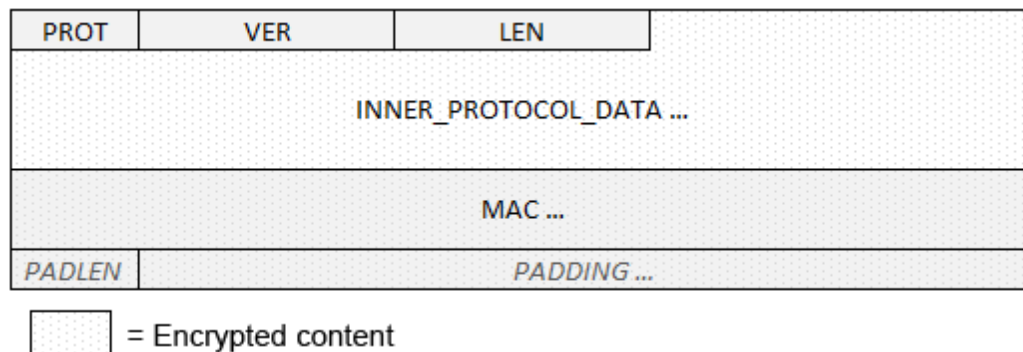 PROT VER LEN
INNER_PROTOCOL_DATA ...
MAC ...
PADLEN PADDING ...
= Encrypted content